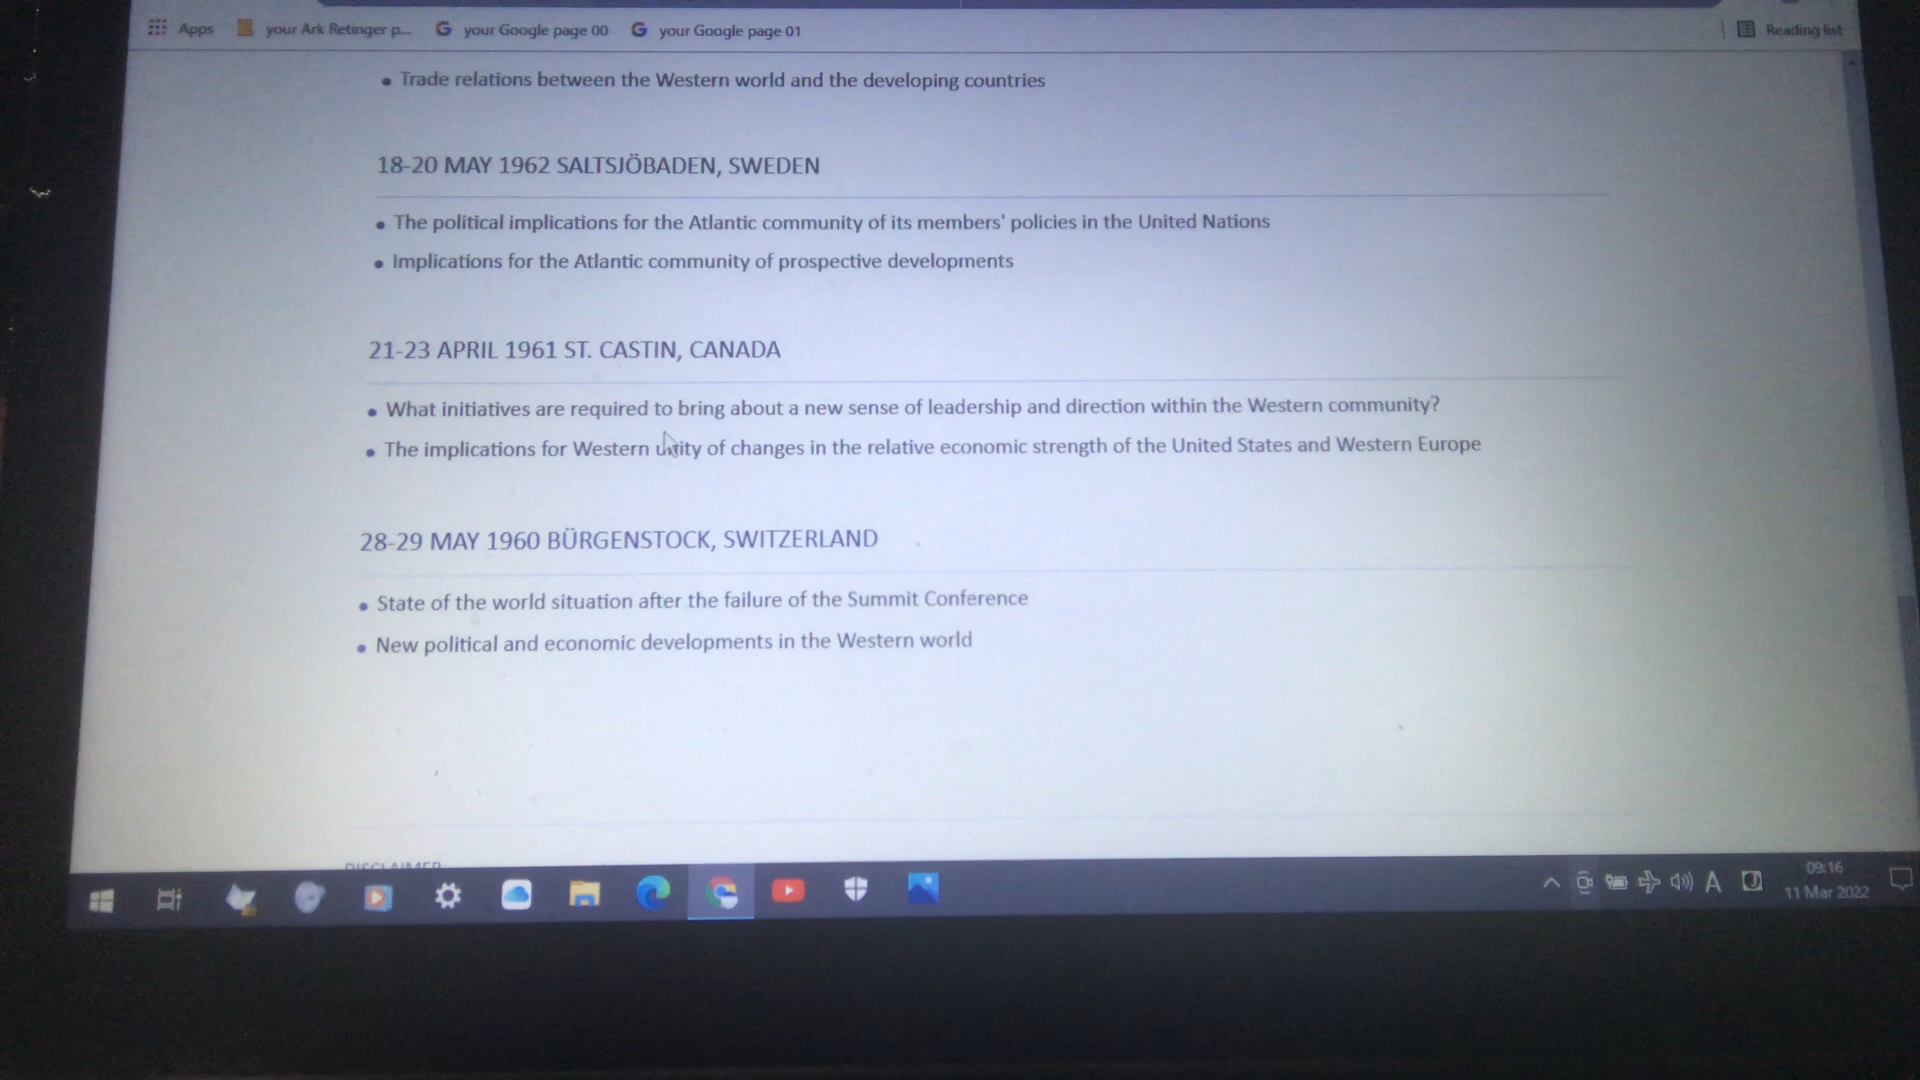 Apps your Ark Retinger p... your Google page 00 your Google page 01 Reading list
• Trade relations between the Western world and the developing countries
18-20 MAY 1962 SALTSJÖBADEN, SWEDEN
• The political implications for the Atlantic community of its members' policies in the United Nations
• Implications for the Atlantic community of prospective developments
21-23 APRIL 1961 ST. CASTIN, CANADA
• What initiatives are required to bring about a new sense of leadership and direction within the Western community?
• The implications for Western unity of changes in the relative economic strength of the United States and Western Europe
28-29 MAY 1960 BÜRGENSTOCK, SWITZERLAND
• State of the world situation after the failure of the Summit Conference
• New political and economic developments in the Western world
DISCLAIMER
A 09:16
11 Mar 2022